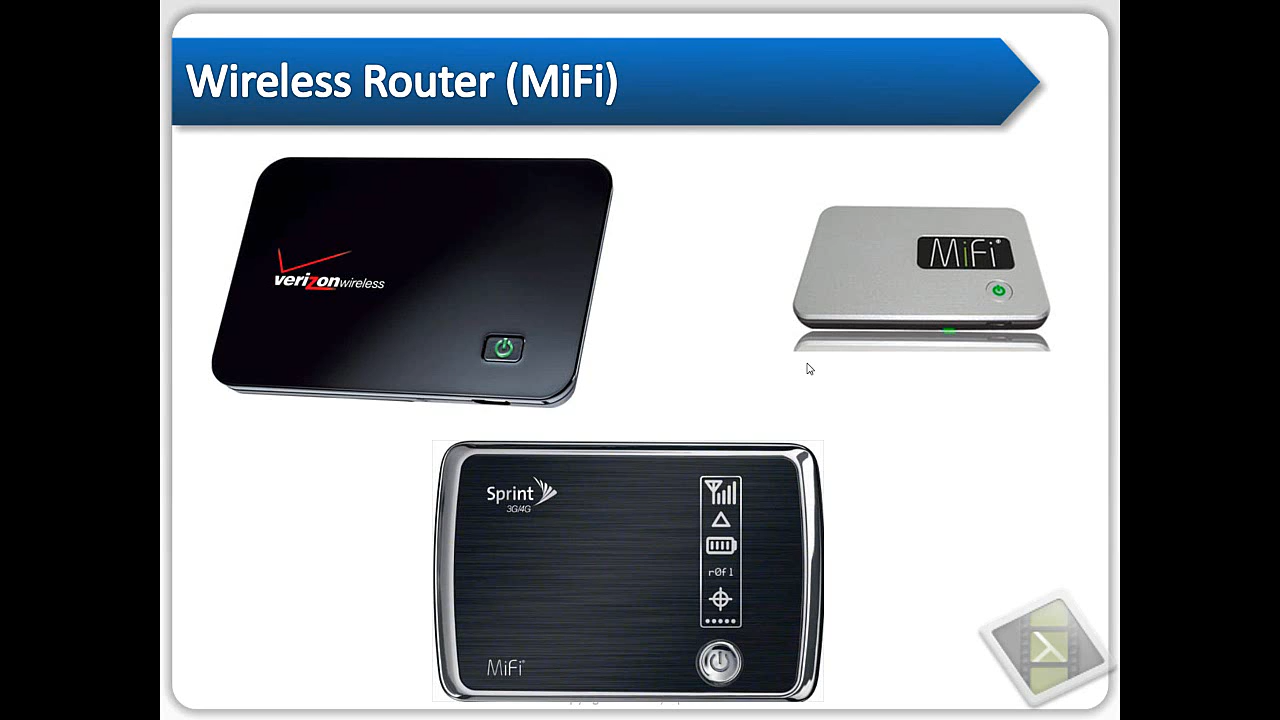 Wireless Router (MiFi)
verizonwireless
MiFi
Sprint
3G/4G
r0f1
MiFi